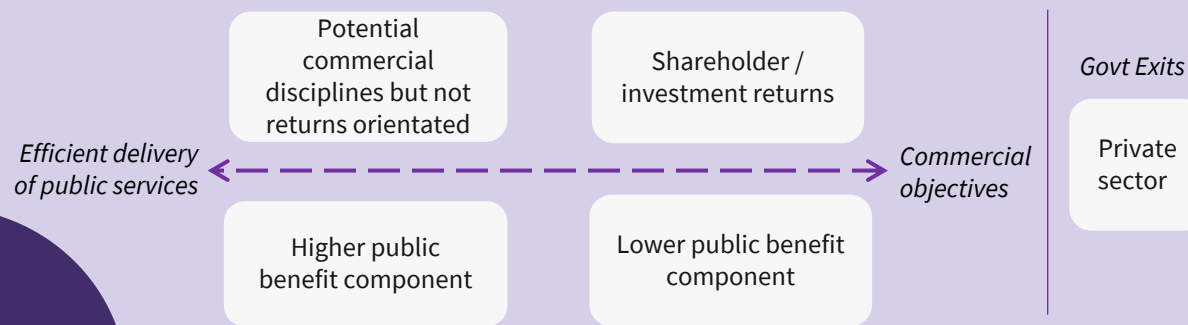 Potential
commercial
disciplines but not
returns orientated
Shareholder /
investment returns
Govt Exits
Efficient delivery
of public services
Commercial
objectives
Private
sector
Higher public
benefit component
Lower public benefit
component